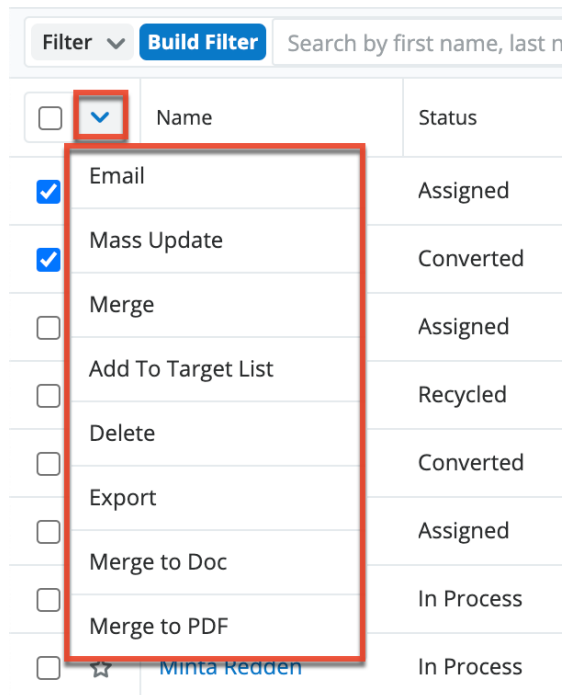 Filter Build Filter Search by first name, last n
Name Status
Email
Assigned
Mass Update
Converted
Merge
Assigned
Add To Target List
Recycled
Delete
Converted
Export
Assigned
Merge to Doc
In Process
Merge to PDF
Minta Redden In Process